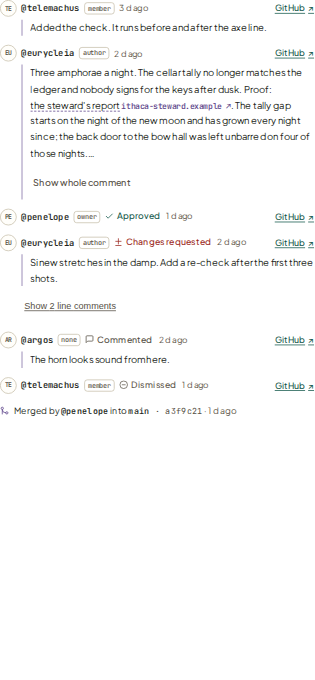 TE @telemachus member 3 d ago GitHub ↗
Added the check. It runs before and after the axe line.
EU @eurycleia author 2 d ago GitHub ↗
Three amphorae a night. The cellar tally no longer matches the
ledger and nobody signs for the keys after dusk. Proof:
the steward's report ithaca-steward.example ↗. The tally gap
starts on the night of the new moon and has grown every night
since; the back door to the bow hall was left unbarred on four of
those nights. …
Show whole comment
PE @penelope owner Approved 1 d ago GitHub ↗
EU @eurycleia author Changes requested 2 d ago GitHub ↗
Sinew stretches in the damp. Add a re-check after the first three
shots.
Show 2 line comments
AR @argos none Commented 2 d ago GitHub ↗
The horn looks sound from here.
TE @telemachus member Dismissed 1 d ago GitHub ↗
Merged by @penelope into main · a3f9c21 · 1 d ago